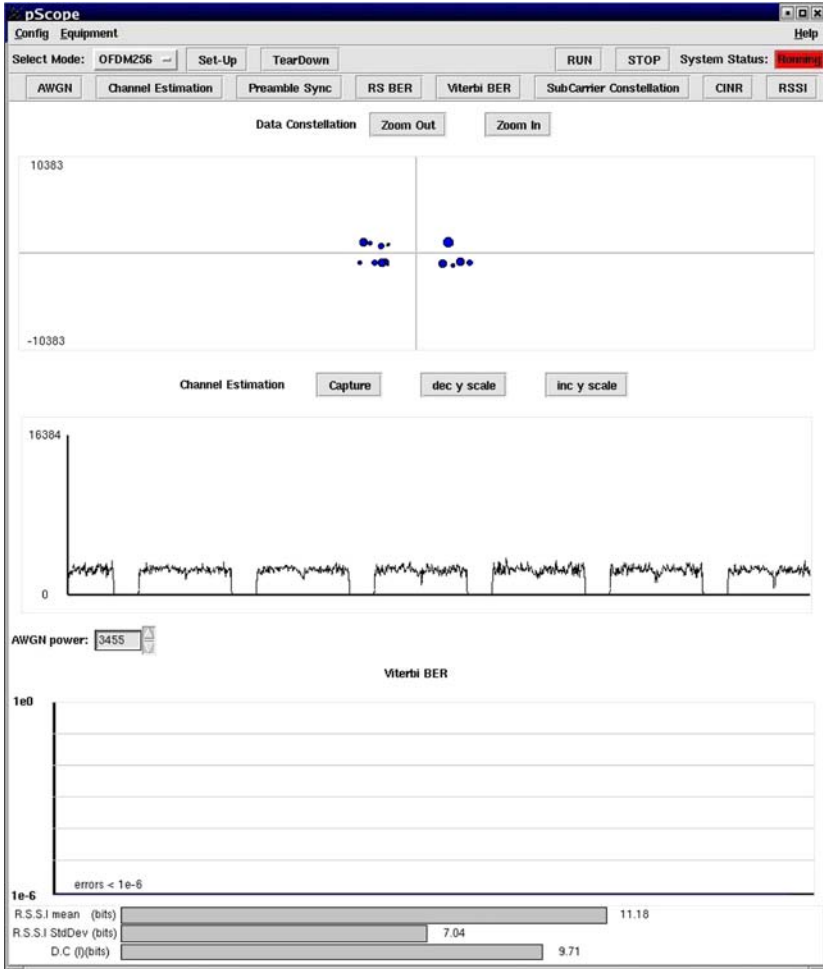 pScope
Config Equipment Help
Select Mode: OFDM256 Set-Up TearDown RUN STOP System Status: Running
AWGN Channel Estimation Preamble Sync RS BER Viterbi BER SubCarrier Constellation CINR RSSI
Data Constellation Zoom Out Zoom In
10383
-10383
Channel Estimation Capture dec y scale inc y scale
16384
0
AWGN power: 3455
Viterbi BER
1e0
errors < 1e-6
1e-6
R.S.S.I mean (bits) 11.18
R.S.S.I StdDev (bits) 7.04
D.C (I)(bits) 9.71